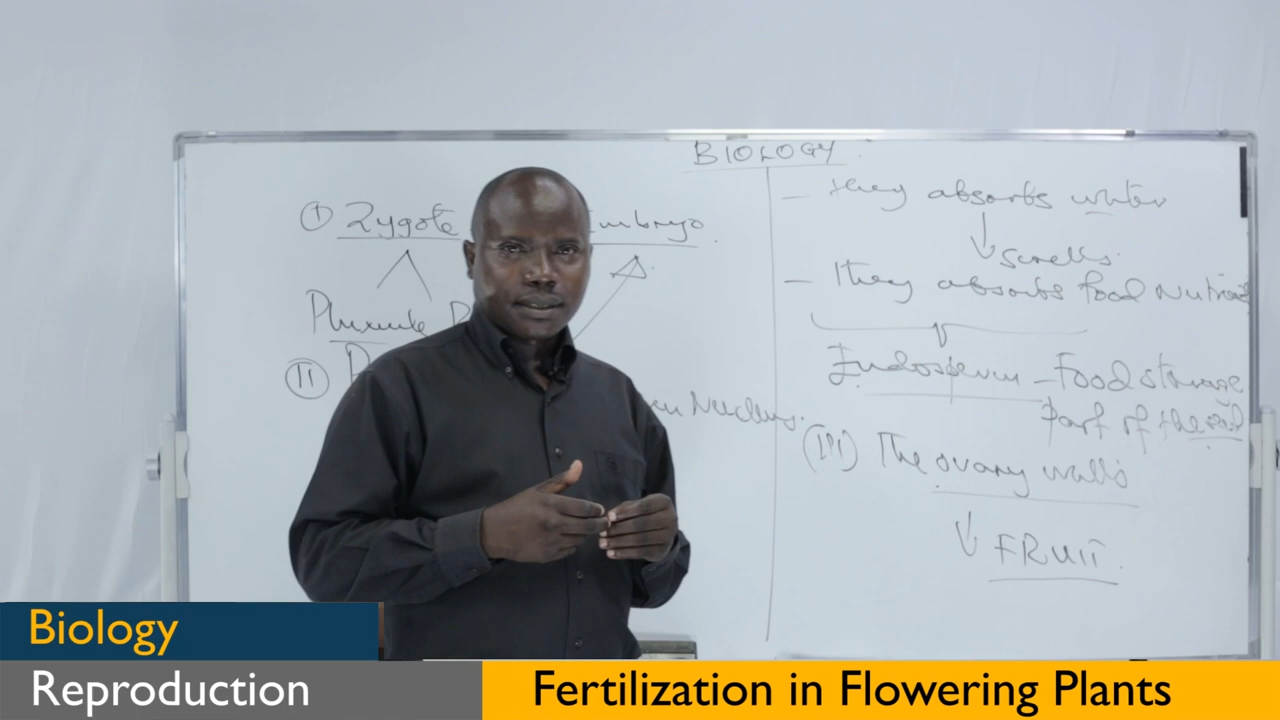 BIOLOGY
I Zygote Embryo.
Plumule
II
Nucleus.
- they absorbs water
swells.
- They absorbs food Nutrients
Endosperm - Food storage
part of the seed
(III) The ovary walls
FRUIT.
Biology
Reproduction
Fertilization in Flowering Plants